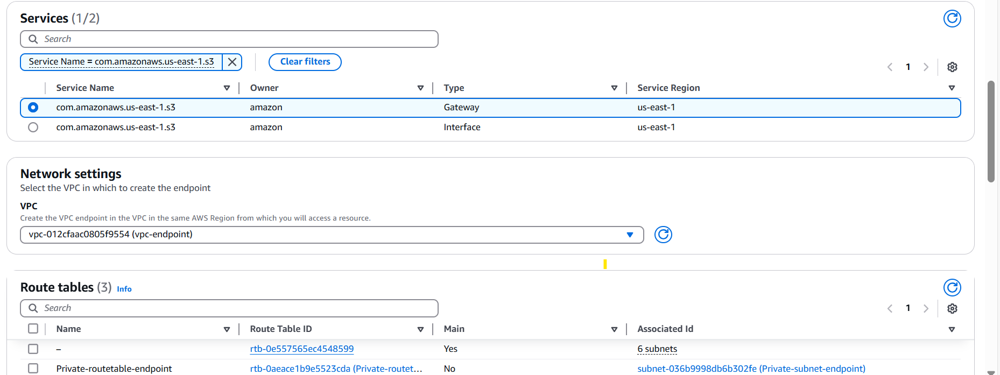 Services (1/2)
Search
Service Name = com.amazonaws.us-east-1.s3
Clear filters
1
Service Name Owner Type Service Region
com.amazonaws.us-east-1.s3 amazon Gateway us-east-1
com.amazonaws.us-east-1.s3 amazon Interface us-east-1
Network settings
Select the VPC in which to create the endpoint
VPC
Create the VPC endpoint in the VPC in the same AWS Region from which you will access a resource.
vpc-012cfaac0805f9554 (vpc-endpoint)
Route tables (3) Info
Search
1
Name Route Table ID Main Associated Id
– rtb-0e557565ec4548599 Yes 6 subnets
Private-routetable-endpoint rtb-0aeace1b9e5523cda (Private-routet... No subnet-036b9998db6b302fe (Private-subnet-endpoint)